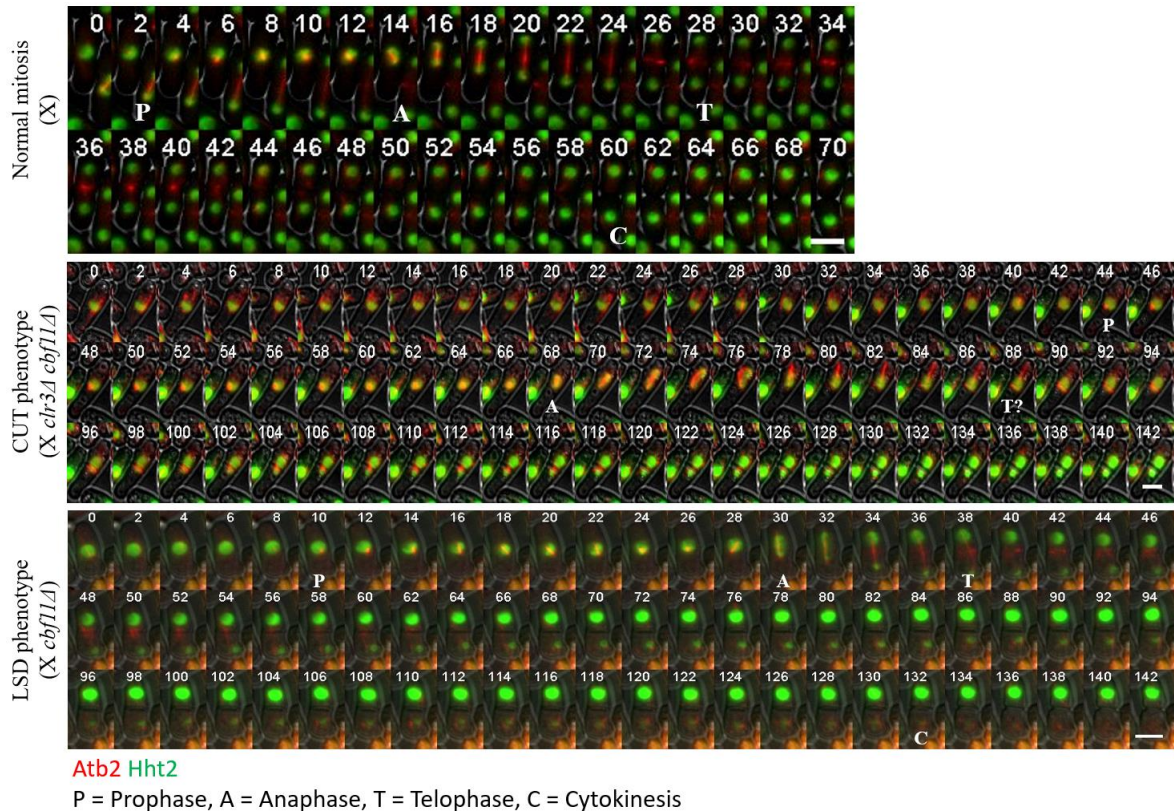 Normal mitosis
(X)
0 2 4 6 8 10 12 14 16 18 20 22 24 26 28 30 32 34
P A T
36 38 40 42 44 46 48 50 52 54 56 58 60 62 64 66 68 70
C
CUT phenotype
(X clr3Δ cbf11Δ)
0 2 4 6 8 10 12 14 16 18 20 22 24 26 28 30 32 34 36 38 40 42 44 46
P
48 50 52 54 56 58 60 62 64 66 68 70 72 74 76 78 80 82 84 86 88 90 92 94
A T?
96 98 100 102 104 106 108 110 112 114 116 118 120 122 124 126 128 130 132 134 136 138 140 142
LSD phenotype
(X cbf11Δ)
0 2 4 6 8 10 12 14 16 18 20 22 24 26 28 30 32 34 36 38 40 42 44 46
P A T
48 50 52 54 56 58 60 62 64 66 68 70 72 74 76 78 80 82 84 86 88 90 92 94
96 98 100 102 104 106 108 110 112 114 116 118 120 122 124 126 128 130 132 134 136 138 140 142
C
Atb2 Hht2
P = Prophase, A = Anaphase, T = Telophase, C = Cytokinesis